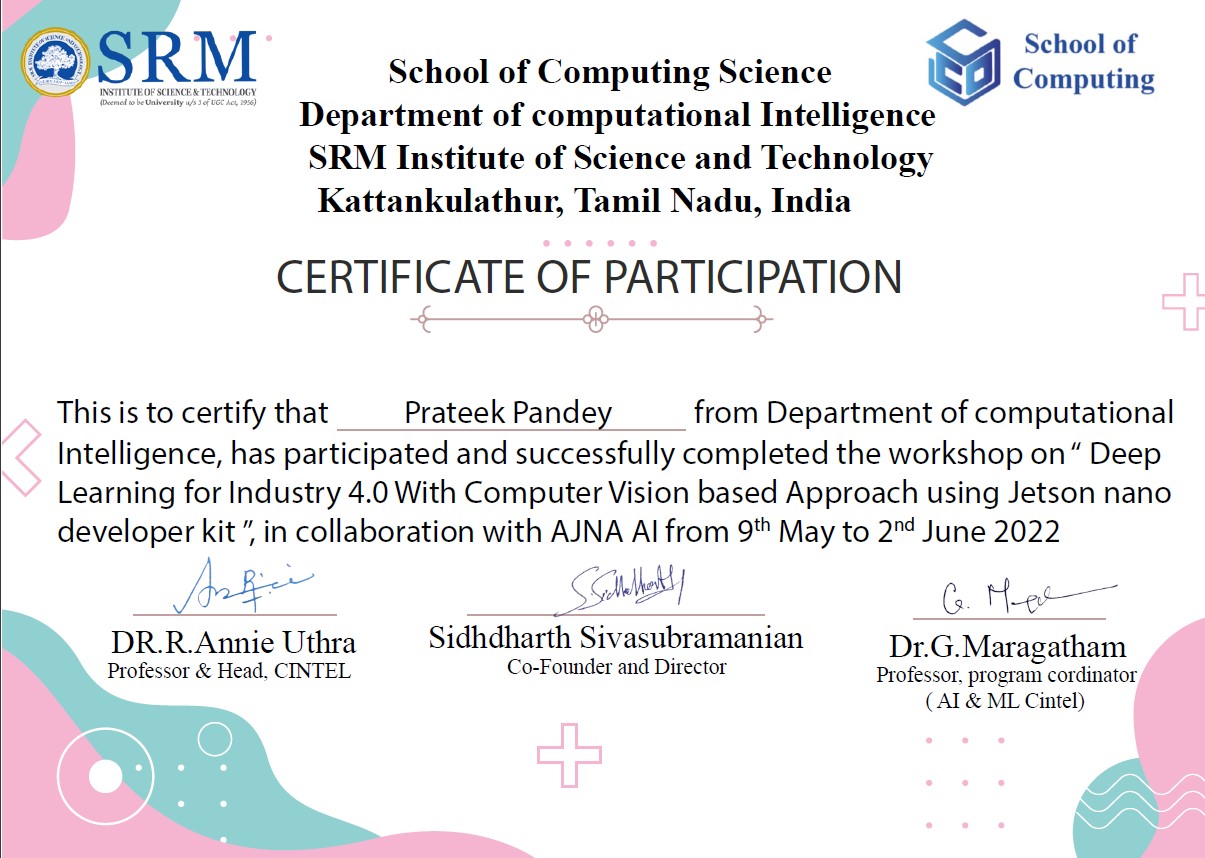 SRM
INSTITUTE OF SCIENCE & TECHNOLOGY
(Deemed to be University u/s 3 of UGC Act, 1956)
School of
Computing
School of Computing Science
Department of computational Intelligence
SRM Institute of Science and Technology
Kattankulathur, Tamil Nadu, India
CERTIFICATE OF PARTICIPATION
This is to certify that Prateek Pandey from Department of computational
Intelligence, has participated and successfully completed the workshop on “ Deep
Learning for Industry 4.0 With Computer Vision based Approach using Jetson nano
developer kit ”, in collaboration with AJNA AI from 9th May to 2nd June 2022
DR.R.Annie Uthra
Professor & Head, CINTEL
Sidhdharth Sivasubramanian
Co-Founder and Director
Dr.G.Maragatham
Professor, program cordinator
( AI & ML Cintel)